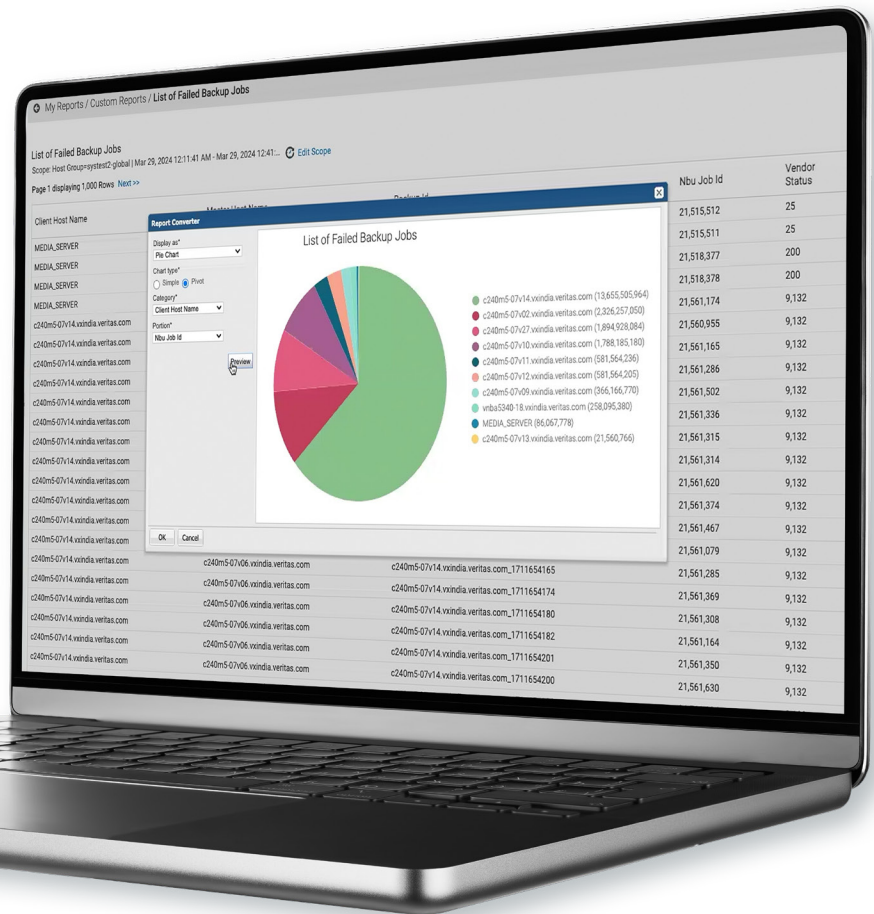 My Reports / Custom Reports / List of Failed Backup Jobs
List of Failed Backup Jobs
Scope: Host Group=systest2-global | Mar 29, 2024 12:11:41 AM - Mar 29, 2024 12:41:... Edit Scope
Page 1 displaying 1,000 Rows Next >>
Client Host Name Master Host Name Backup Id Nbu Job Id Vendor Status
Report Converter
Display as*
Pie Chart
Chart type*
Simple Pivot
Category*
Client Host Name
Portion*
Nbu Job Id
Preview
List of Failed Backup Jobs
c240m5-07v14.vxindia.veritas.com (13,655,505,964)
c240m5-07v02.vxindia.veritas.com (2,326,257,050)
c240m5-07v27.vxindia.veritas.com (1,894,928,084)
c240m5-07v10.vxindia.veritas.com (1,788,185,180)
c240m5-07v11.vxindia.veritas.com (581,564,236)
c240m5-07v12.vxindia.veritas.com (581,564,205)
c240m5-07v09.vxindia.veritas.com (366,166,770)
vnba5340-18.vxindia.veritas.com (258,095,380)
MEDIA_SERVER (86,067,778)
c240m5-07v13.vxindia.veritas.com (21,560,766)
OK Cancel
MEDIA_SERVER 21,515,512 25
MEDIA_SERVER 21,515,511 25
MEDIA_SERVER 21,518,377 200
MEDIA_SERVER 21,518,378 200
c240m5-07v14.vxindia.veritas.com 21,561,174 9,132
c240m5-07v14.vxindia.veritas.com 21,560,955 9,132
c240m5-07v14.vxindia.veritas.com 21,561,165 9,132
c240m5-07v14.vxindia.veritas.com 21,561,286 9,132
c240m5-07v14.vxindia.veritas.com 21,561,502 9,132
c240m5-07v14.vxindia.veritas.com 21,561,336 9,132
c240m5-07v14.vxindia.veritas.com 21,561,315 9,132
c240m5-07v14.vxindia.veritas.com 21,561,314 9,132
c240m5-07v14.vxindia.veritas.com 21,561,620 9,132
c240m5-07v14.vxindia.veritas.com 21,561,374 9,132
c240m5-07v14.vxindia.veritas.com 21,561,467 9,132
c240m5-07v14.vxindia.veritas.com 21,561,079 9,132
c240m5-07v14.vxindia.veritas.com c240m5-07v06.vxindia.veritas.com c240m5-07v14.vxindia.veritas.com_1711654165 21,561,285 9,132
c240m5-07v14.vxindia.veritas.com c240m5-07v06.vxindia.veritas.com c240m5-07v14.vxindia.veritas.com_1711654174 21,561,369 9,132
c240m5-07v14.vxindia.veritas.com c240m5-07v06.vxindia.veritas.com c240m5-07v14.vxindia.veritas.com_1711654180 21,561,308 9,132
c240m5-07v14.vxindia.veritas.com c240m5-07v06.vxindia.veritas.com c240m5-07v14.vxindia.veritas.com_1711654182 21,561,164 9,132
c240m5-07v14.vxindia.veritas.com c240m5-07v06.vxindia.veritas.com c240m5-07v14.vxindia.veritas.com_1711654201 21,561,350 9,132
c240m5-07v14.vxindia.veritas.com c240m5-07v06.vxindia.veritas.com c240m5-07v14.vxindia.veritas.com_1711654200 21,561,630 9,132